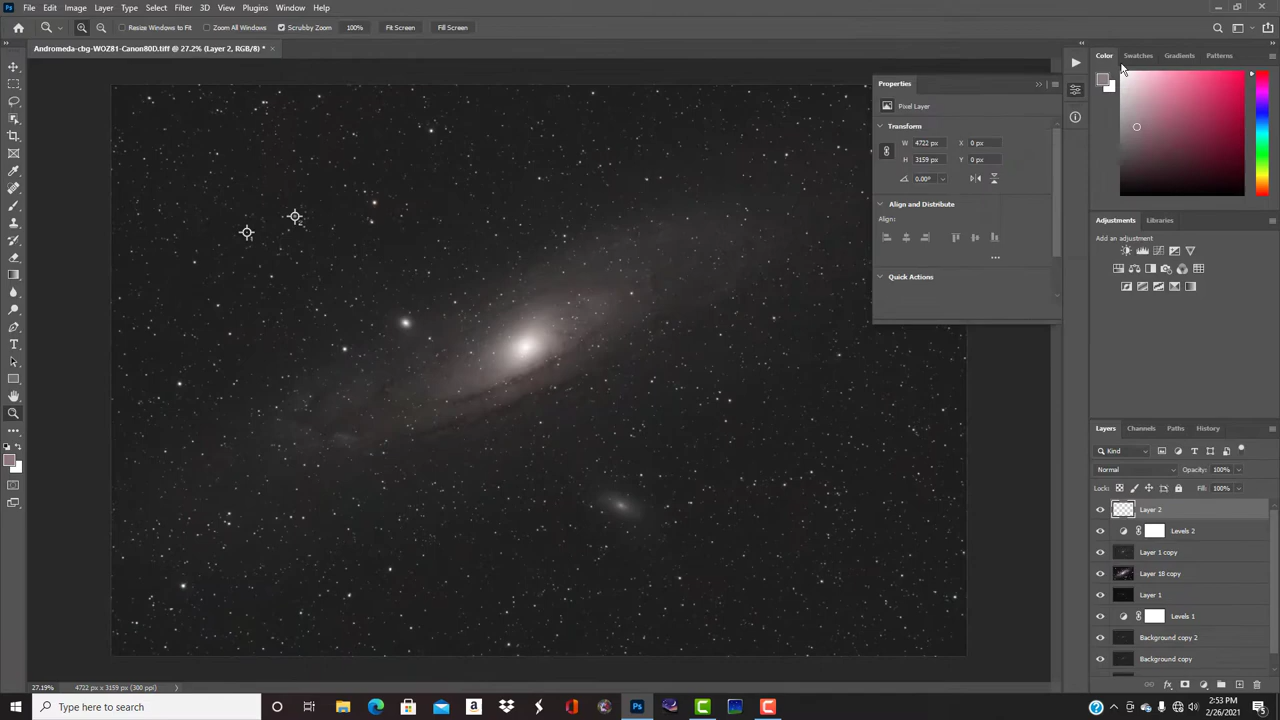 Ps File Edit Image Layer Type Select Filter 3D View Plugins Window Help
Resize Windows to Fit Zoom All Windows Scrubby Zoom 100% Fit Screen Fill Screen
Andromeda-cbg-WOZ81-Canon80D.tiff @ 27.2% (Layer 2, RGB/8) *
Color Swatches Gradients Patterns
Properties
Pixel Layer
Transform
W 4722 px X 0 px
H 3159 px Y 0 px
0.00°
Align and Distribute
Align:
Quick Actions
Adjustments Libraries
Add an adjustment
Layers Channels Paths History
Kind
Normal Opacity: 100%
Lock: Fill: 100%
Layer 2
Levels 2
Layer 1 copy
Layer 18 copy
Layer 1
Levels 1
Background copy 2
Background copy
27.19% 4722 px x 3159 px (300 ppi)
Type here to search
2:53 PM
2/26/2021